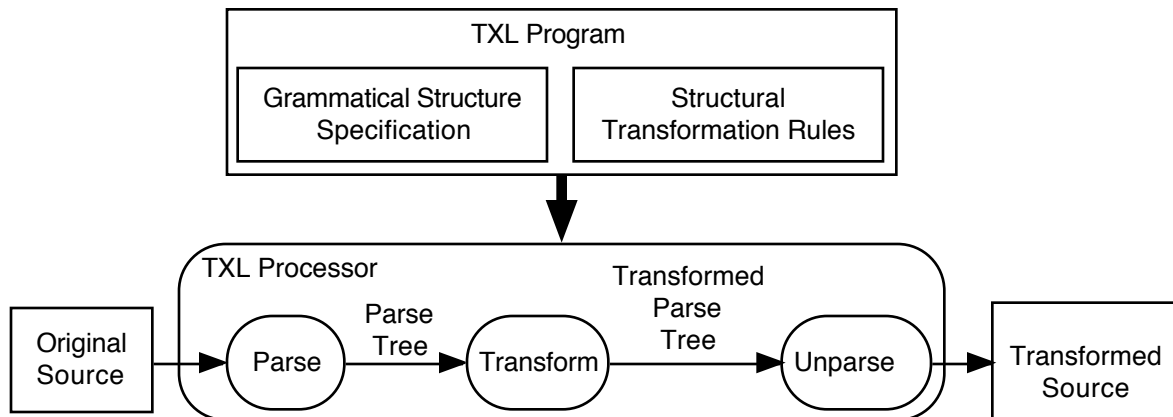 TXL Program
Grammatical Structure
Specification
Structural
Transformation Rules
TXL Processor
Original
Source
Parse
Parse
Tree
Transform
Transformed
Parse
Tree
Unparse
Transformed
Source